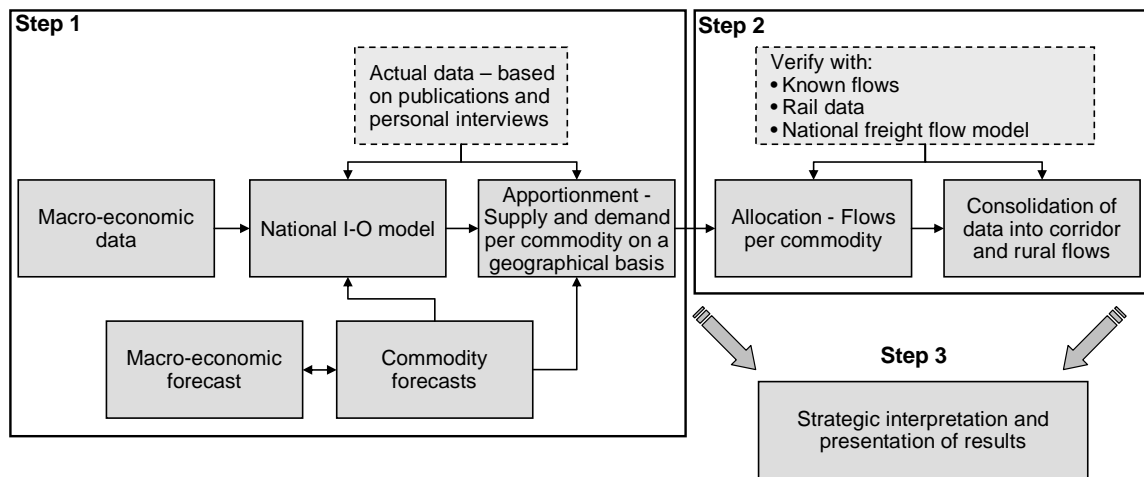 Step 1
Actual data – based
on publications and
personal interviews
Macro-economic
data
National I-O model
Apportionment -
Supply and demand
per commodity on a
geographical basis
Macro-economic
forecast
Commodity
forecasts
Step 2
Verify with:
• Known flows
• Rail data
• National freight flow model
Allocation - Flows
per commodity
Consolidation of
data into corridor
and rural flows
Step 3
Strategic interpretation and
presentation of results